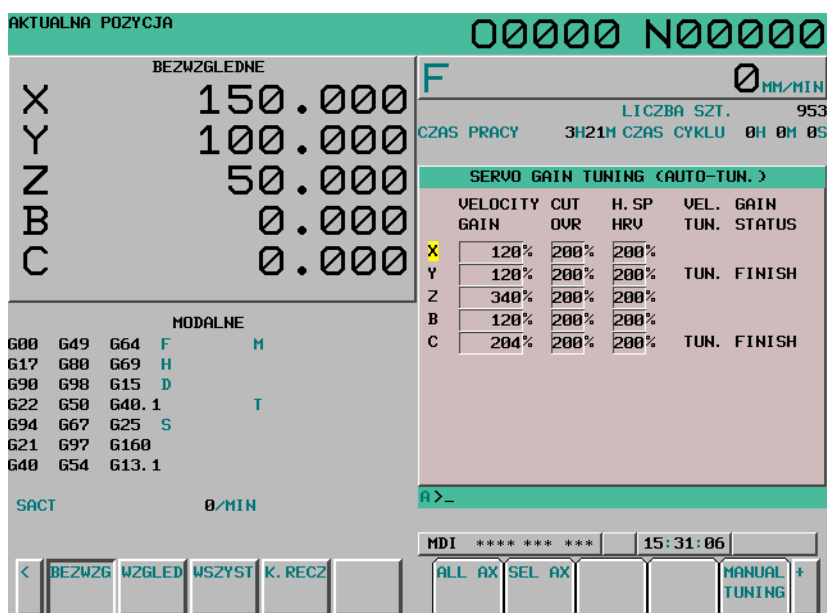 AKTUALNA POZYCJA
O0000 N00000
BEZWZGLEDNE
X 150.000
Y 100.000
Z 50.000
B 0.000
C 0.000
F 0 MM/MIN
LICZBA SZT. 953
CZAS PRACY 3H21M CZAS CYKLU 0H 0M 0S
SERVO GAIN TUNING (AUTO-TUN.)
VELOCITY CUT H.SP VEL. GAIN
GAIN OVR HRV TUN. STATUS
X 120% 200% 200%
Y 120% 200% 200% TUN. FINISH
Z 340% 200% 200%
B 120% 200% 200%
C 204% 200% 200% TUN. FINISH
MODALNE
G00 G49 G64 F M
G17 G80 G69 H
G90 G98 G15 D
G22 G50 G40.1 T
G94 G67 G25 S
G21 G97 G160
G40 G54 G13.1
SACT 0/MIN
A>_
MDI **** *** *** 15:31:06
< BEZWZG WZGLED WSZYST K.RECZ
ALL AX SEL AX MANUAL +
TUNING